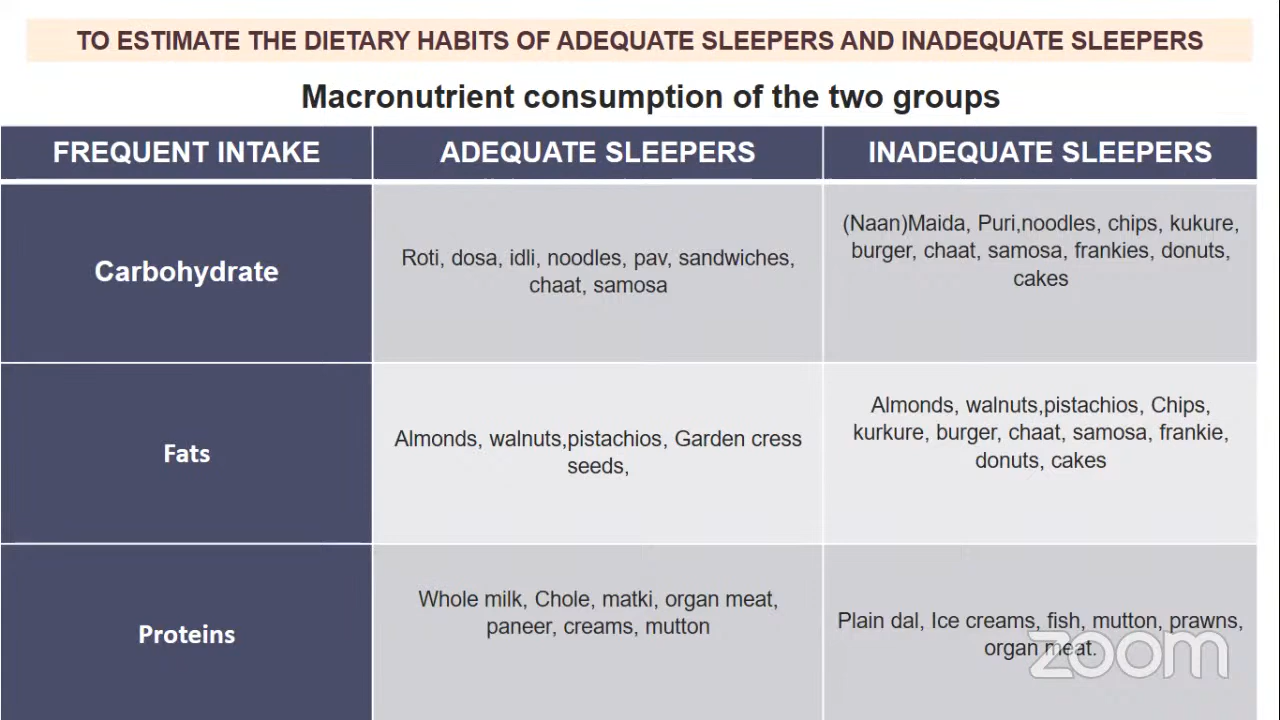 TO ESTIMATE THE DIETARY HABITS OF ADEQUATE SLEEPERS AND INADEQUATE SLEEPERS
Macronutrient consumption of the two groups
FREQUENT INTAKE
ADEQUATE SLEEPERS
INADEQUATE SLEEPERS
Carbohydrate
Roti, dosa, idli, noodles, pav, sandwiches,
chaat, samosa
(Naan)Maida, Puri,noodles, chips, kukure,
burger, chaat, samosa, frankies, donuts,
cakes
Fats
Almonds, walnuts,pistachios, Garden cress
seeds,
Almonds, walnuts,pistachios, Chips,
kurkure, burger, chaat, samosa, frankie,
donuts, cakes
Proteins
Whole milk, Chole, matki, organ meat,
paneer, creams, mutton
Plain dal, Ice creams, fish, mutton, prawns,
organ meat.
zoom